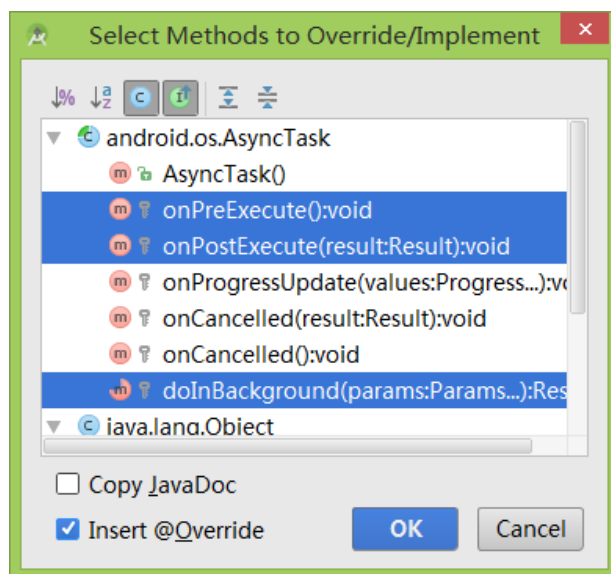 Select Methods to Override/Implement
android.os.AsyncTask
AsyncTask()
onPreExecute():void
onPostExecute(result:Result):void
onProgressUpdate(values:Progress...):vo
onCancelled(result:Result):void
onCancelled():void
doInBackground(params:Params...):Res
java.lang.Object
Copy JavaDoc
Insert @Override OK Cancel